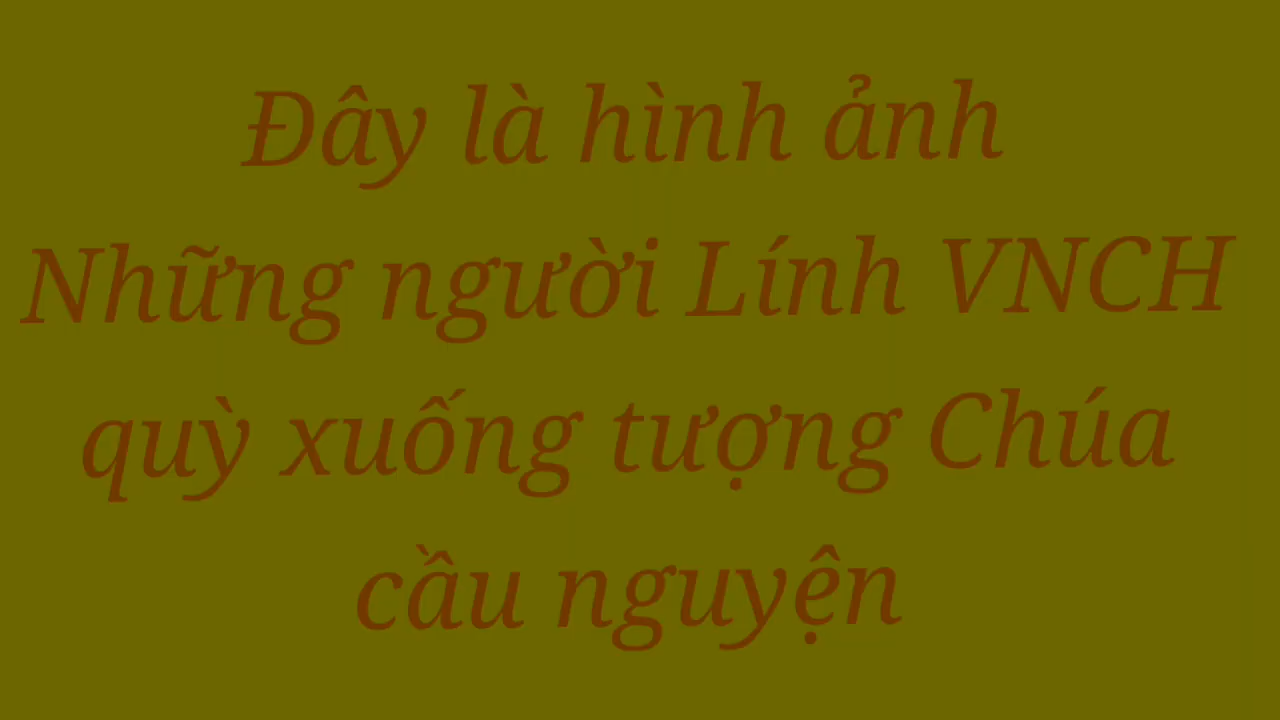 Đây là hình ảnh
Những người Lính VNCH
quỳ xuống tượng Chúa
cầu nguyện